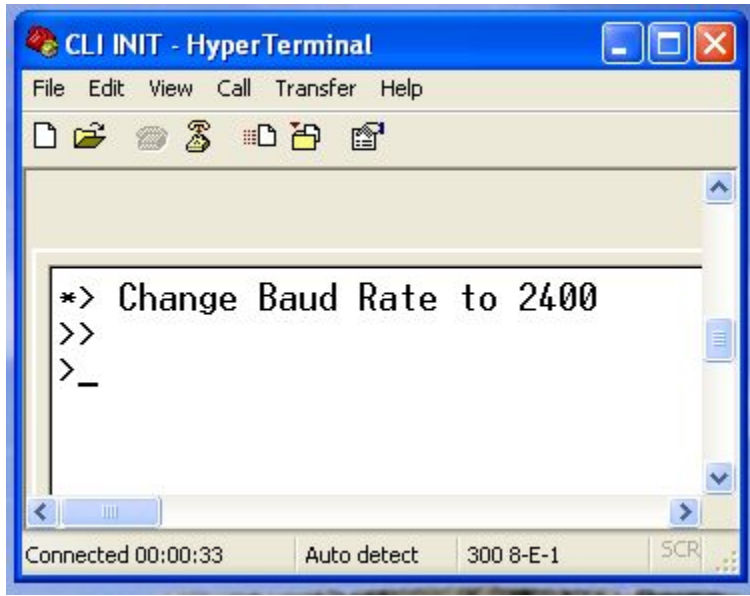 CLI INIT - HyperTerminal
File Edit View Call Transfer Help
*> Change Baud Rate to 2400
>>
>_
Connected 00:00:33 Auto detect 300 8-E-1 SCR